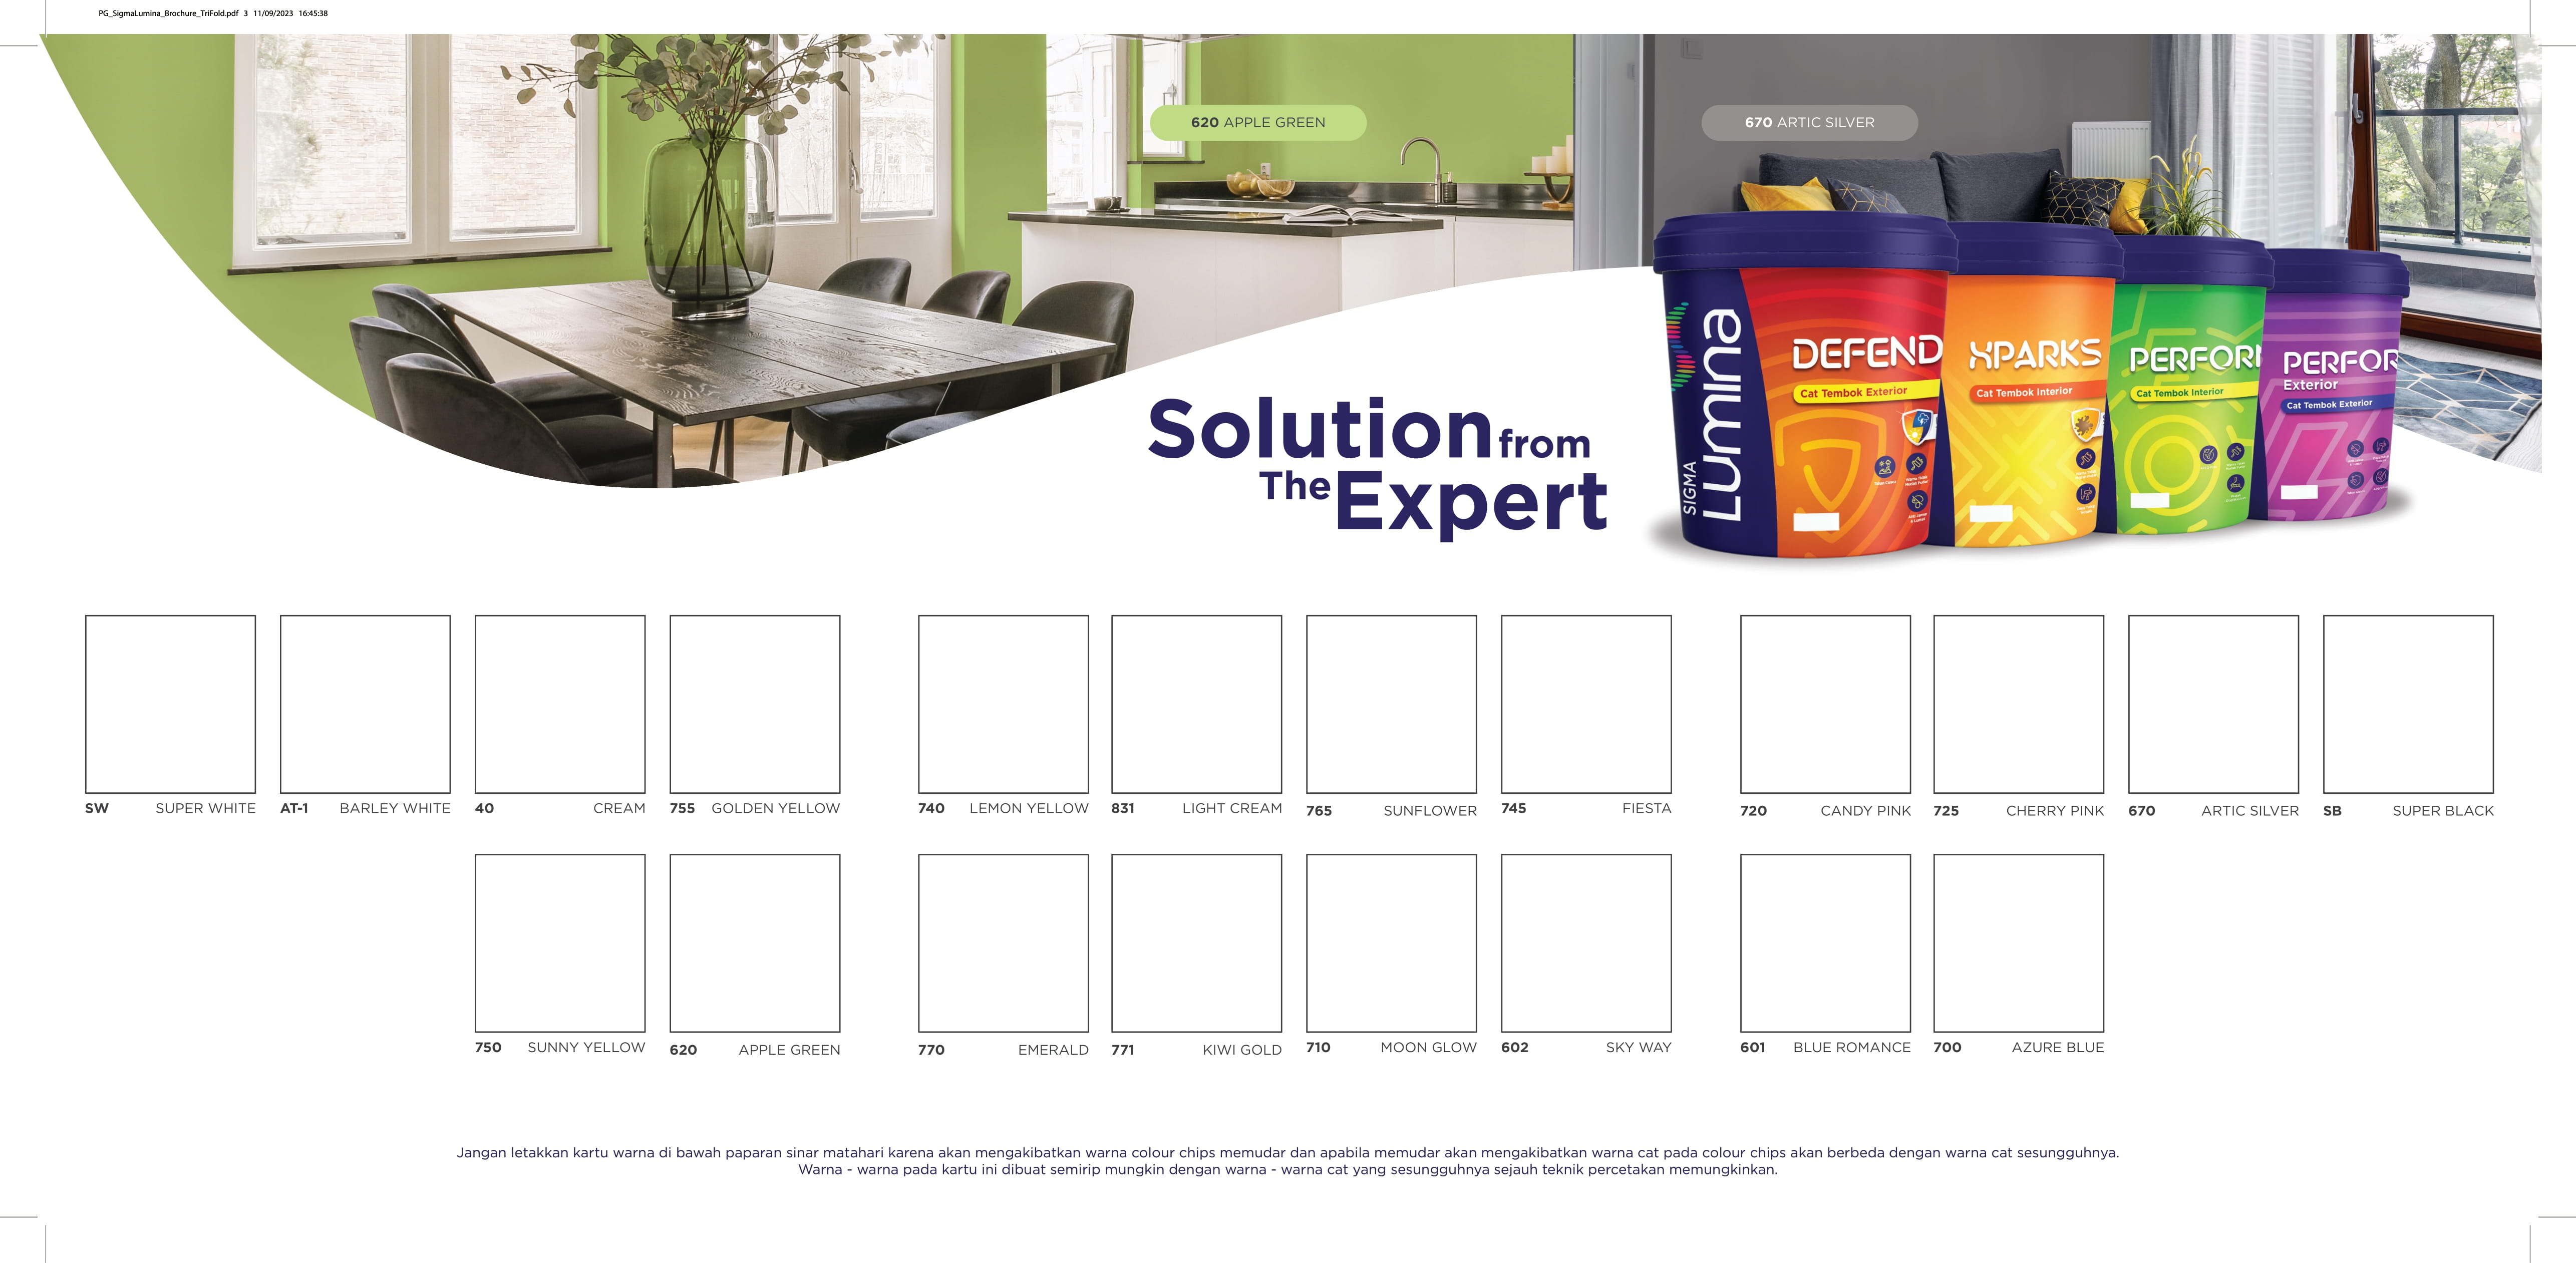 PG_SigmaLumina_Brochure_TriFold.pdf 3 11/09/2023 16:45:38
620 APPLE GREEN
670 ARTIC SILVER
Solution from
The Expert
SIGMA
Lumina
DEFEND
Cat Tembok Exterior
XPARKS
Cat Tembok Interior
PERFOR
Cat Tembok Interior
PERFOR
Exterior
Cat Tembok Exterior
SW SUPER WHITE
AT-1 BARLEY WHITE
40 CREAM
755 GOLDEN YELLOW
740 LEMON YELLOW
831 LIGHT CREAM
765 SUNFLOWER
745 FIESTA
720 CANDY PINK
725 CHERRY PINK
670 ARTIC SILVER
SB SUPER BLACK
750 SUNNY YELLOW
620 APPLE GREEN
770 EMERALD
771 KIWI GOLD
710 MOON GLOW
602 SKY WAY
601 BLUE ROMANCE
700 AZURE BLUE
Jangan letakkan kartu warna di bawah paparan sinar matahari karena akan mengakibatkan warna colour chips memudar dan apabila memudar akan mengakibatkan warna cat pada colour chips akan berbeda dengan warna cat sesungguhnya.
Warna - warna pada kartu ini dibuat semirip mungkin dengan warna - warna cat yang sesungguhnya sejauh teknik percetakan memungkinkan.